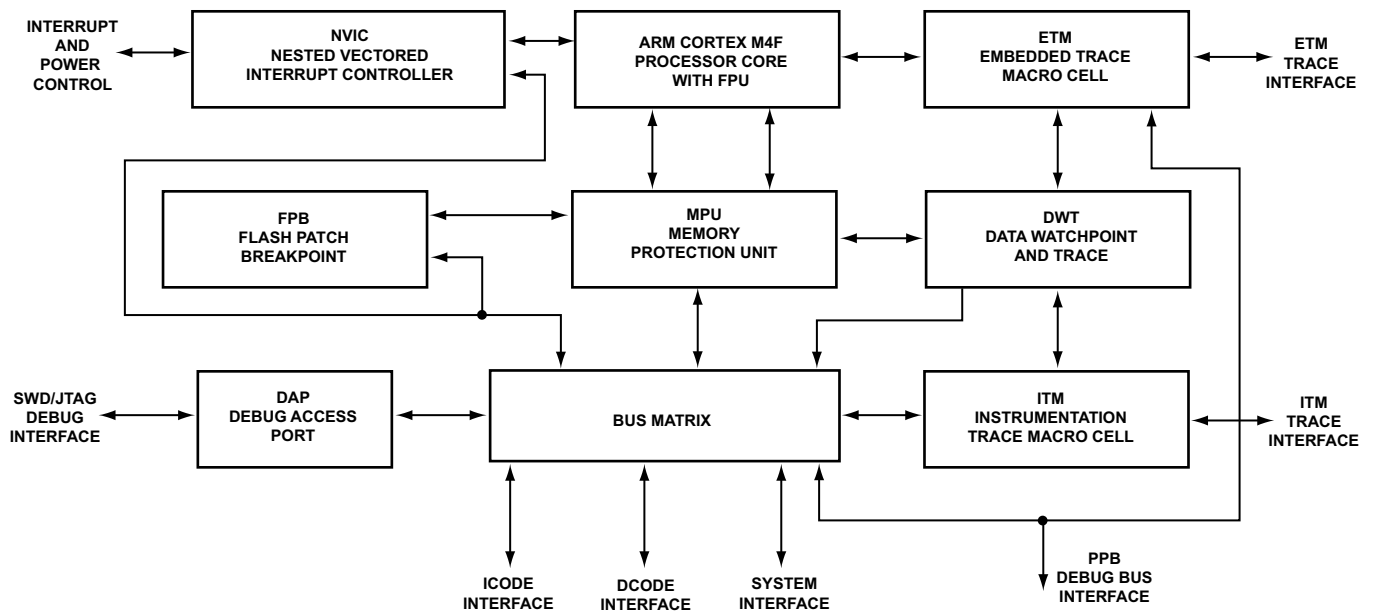 INTERRUPT
AND
POWER
CONTROL
NVIC
NESTED VECTORED
INTERRUPT CONTROLLER
ARM CORTEX M4F
PROCESSOR CORE
WITH FPU
ETM
EMBEDDED TRACE
MACRO CELL
ETM
TRACE
INTERFACE
FPB
FLASH PATCH
BREAKPOINT
MPU
MEMORY
PROTECTION UNIT
DWT
DATA WATCHPOINT
AND TRACE
SWD/JTAG
DEBUG
INTERFACE
DAP
DEBUG ACCESS
PORT
BUS MATRIX
ITM
INSTRUMENTATION
TRACE MACRO CELL
ITM
TRACE
INTERFACE
ICODE
INTERFACE
DCODE
INTERFACE
SYSTEM
INTERFACE
PPB
DEBUG BUS
INTERFACE